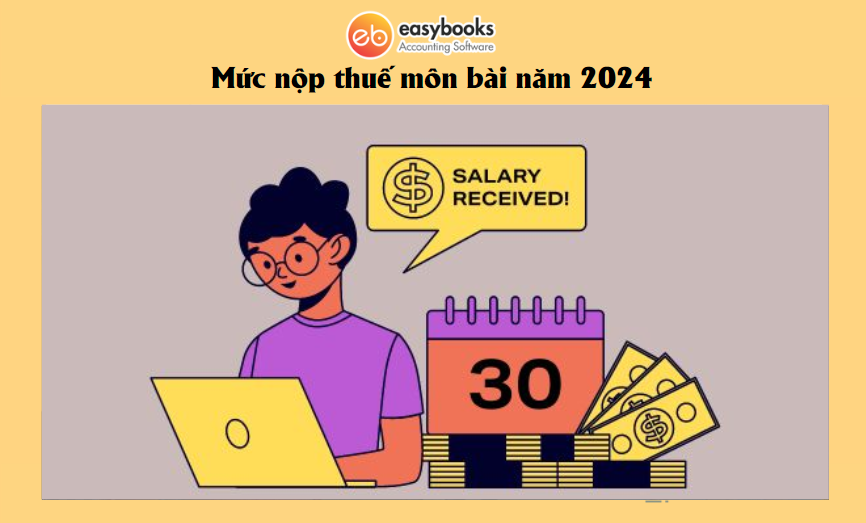 eb easybooks
Accounting Software
Mức nộp thuế môn bài năm 2024
SALARY
RECEIVED!
30